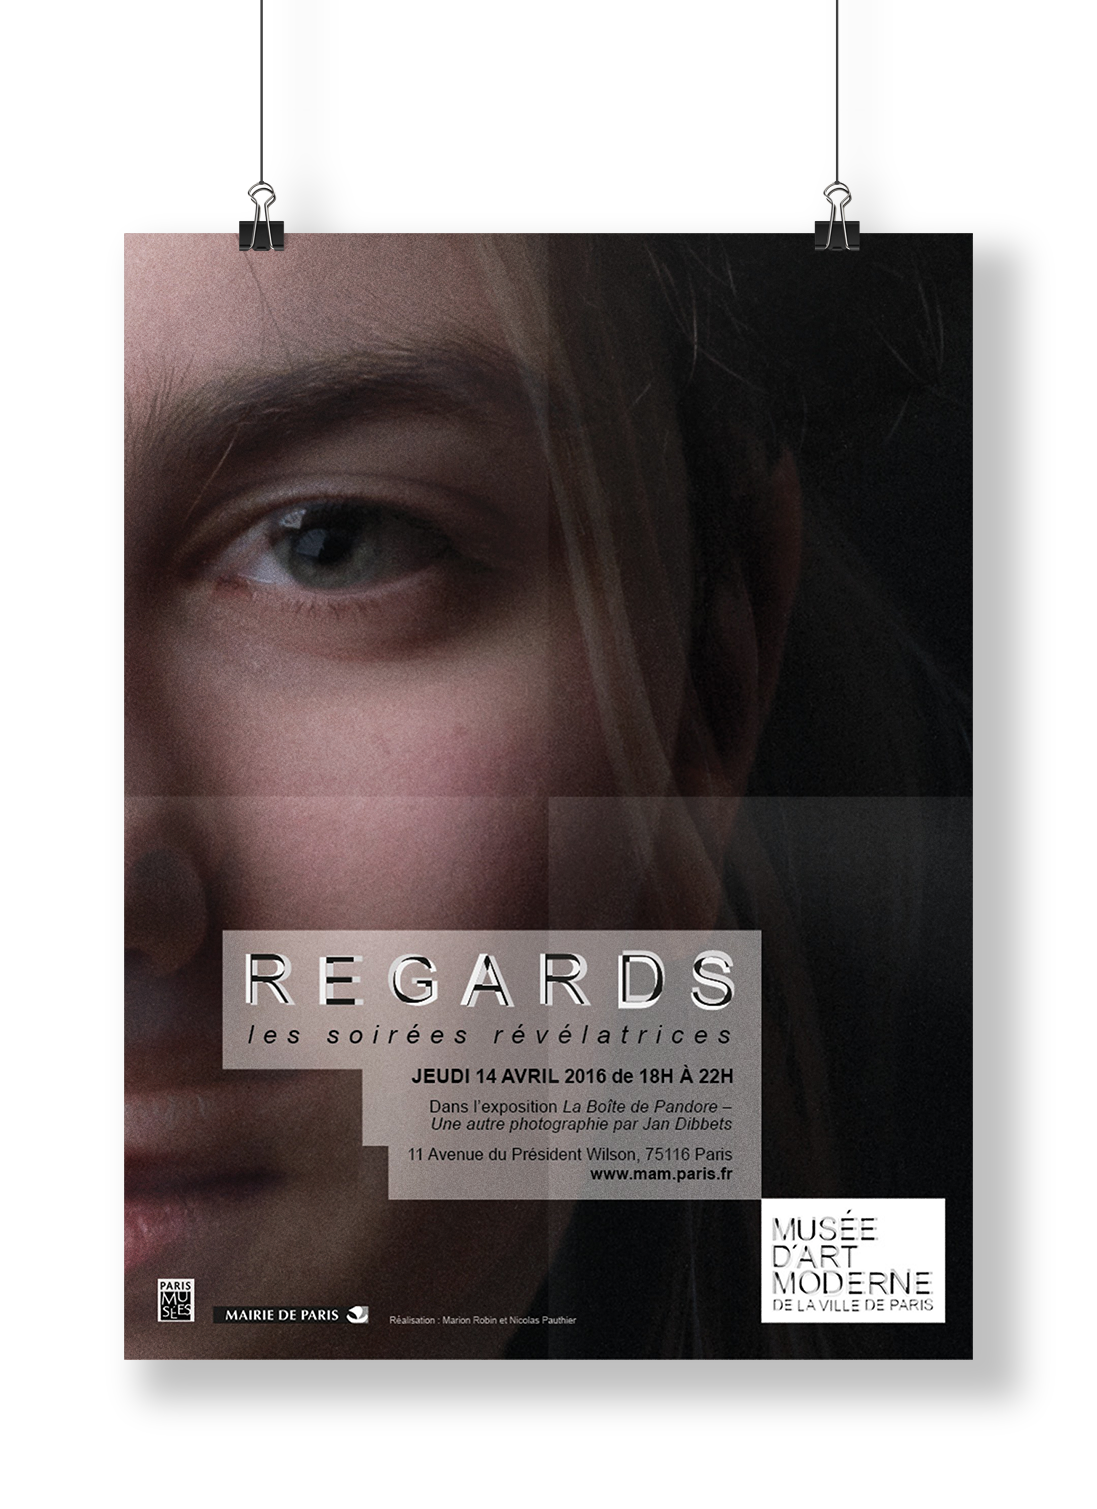 REGARDS
les soirées révélatrices
JEUDI 14 AVRIL 2016 de 18H À 22H
Dans l'exposition La Boîte de Pandore –
Une autre photographie par Jan Dibbets
11 Avenue du Président Wilson, 75116 Paris
www.mam.paris.fr
MUSÉE
D'ART
MODERNE
DE LA VILLE DE PARIS
PARIS
MU
SÉES
MAIRIE DE PARIS
Réalisation : Marion Robin et Nicolas Pauthier